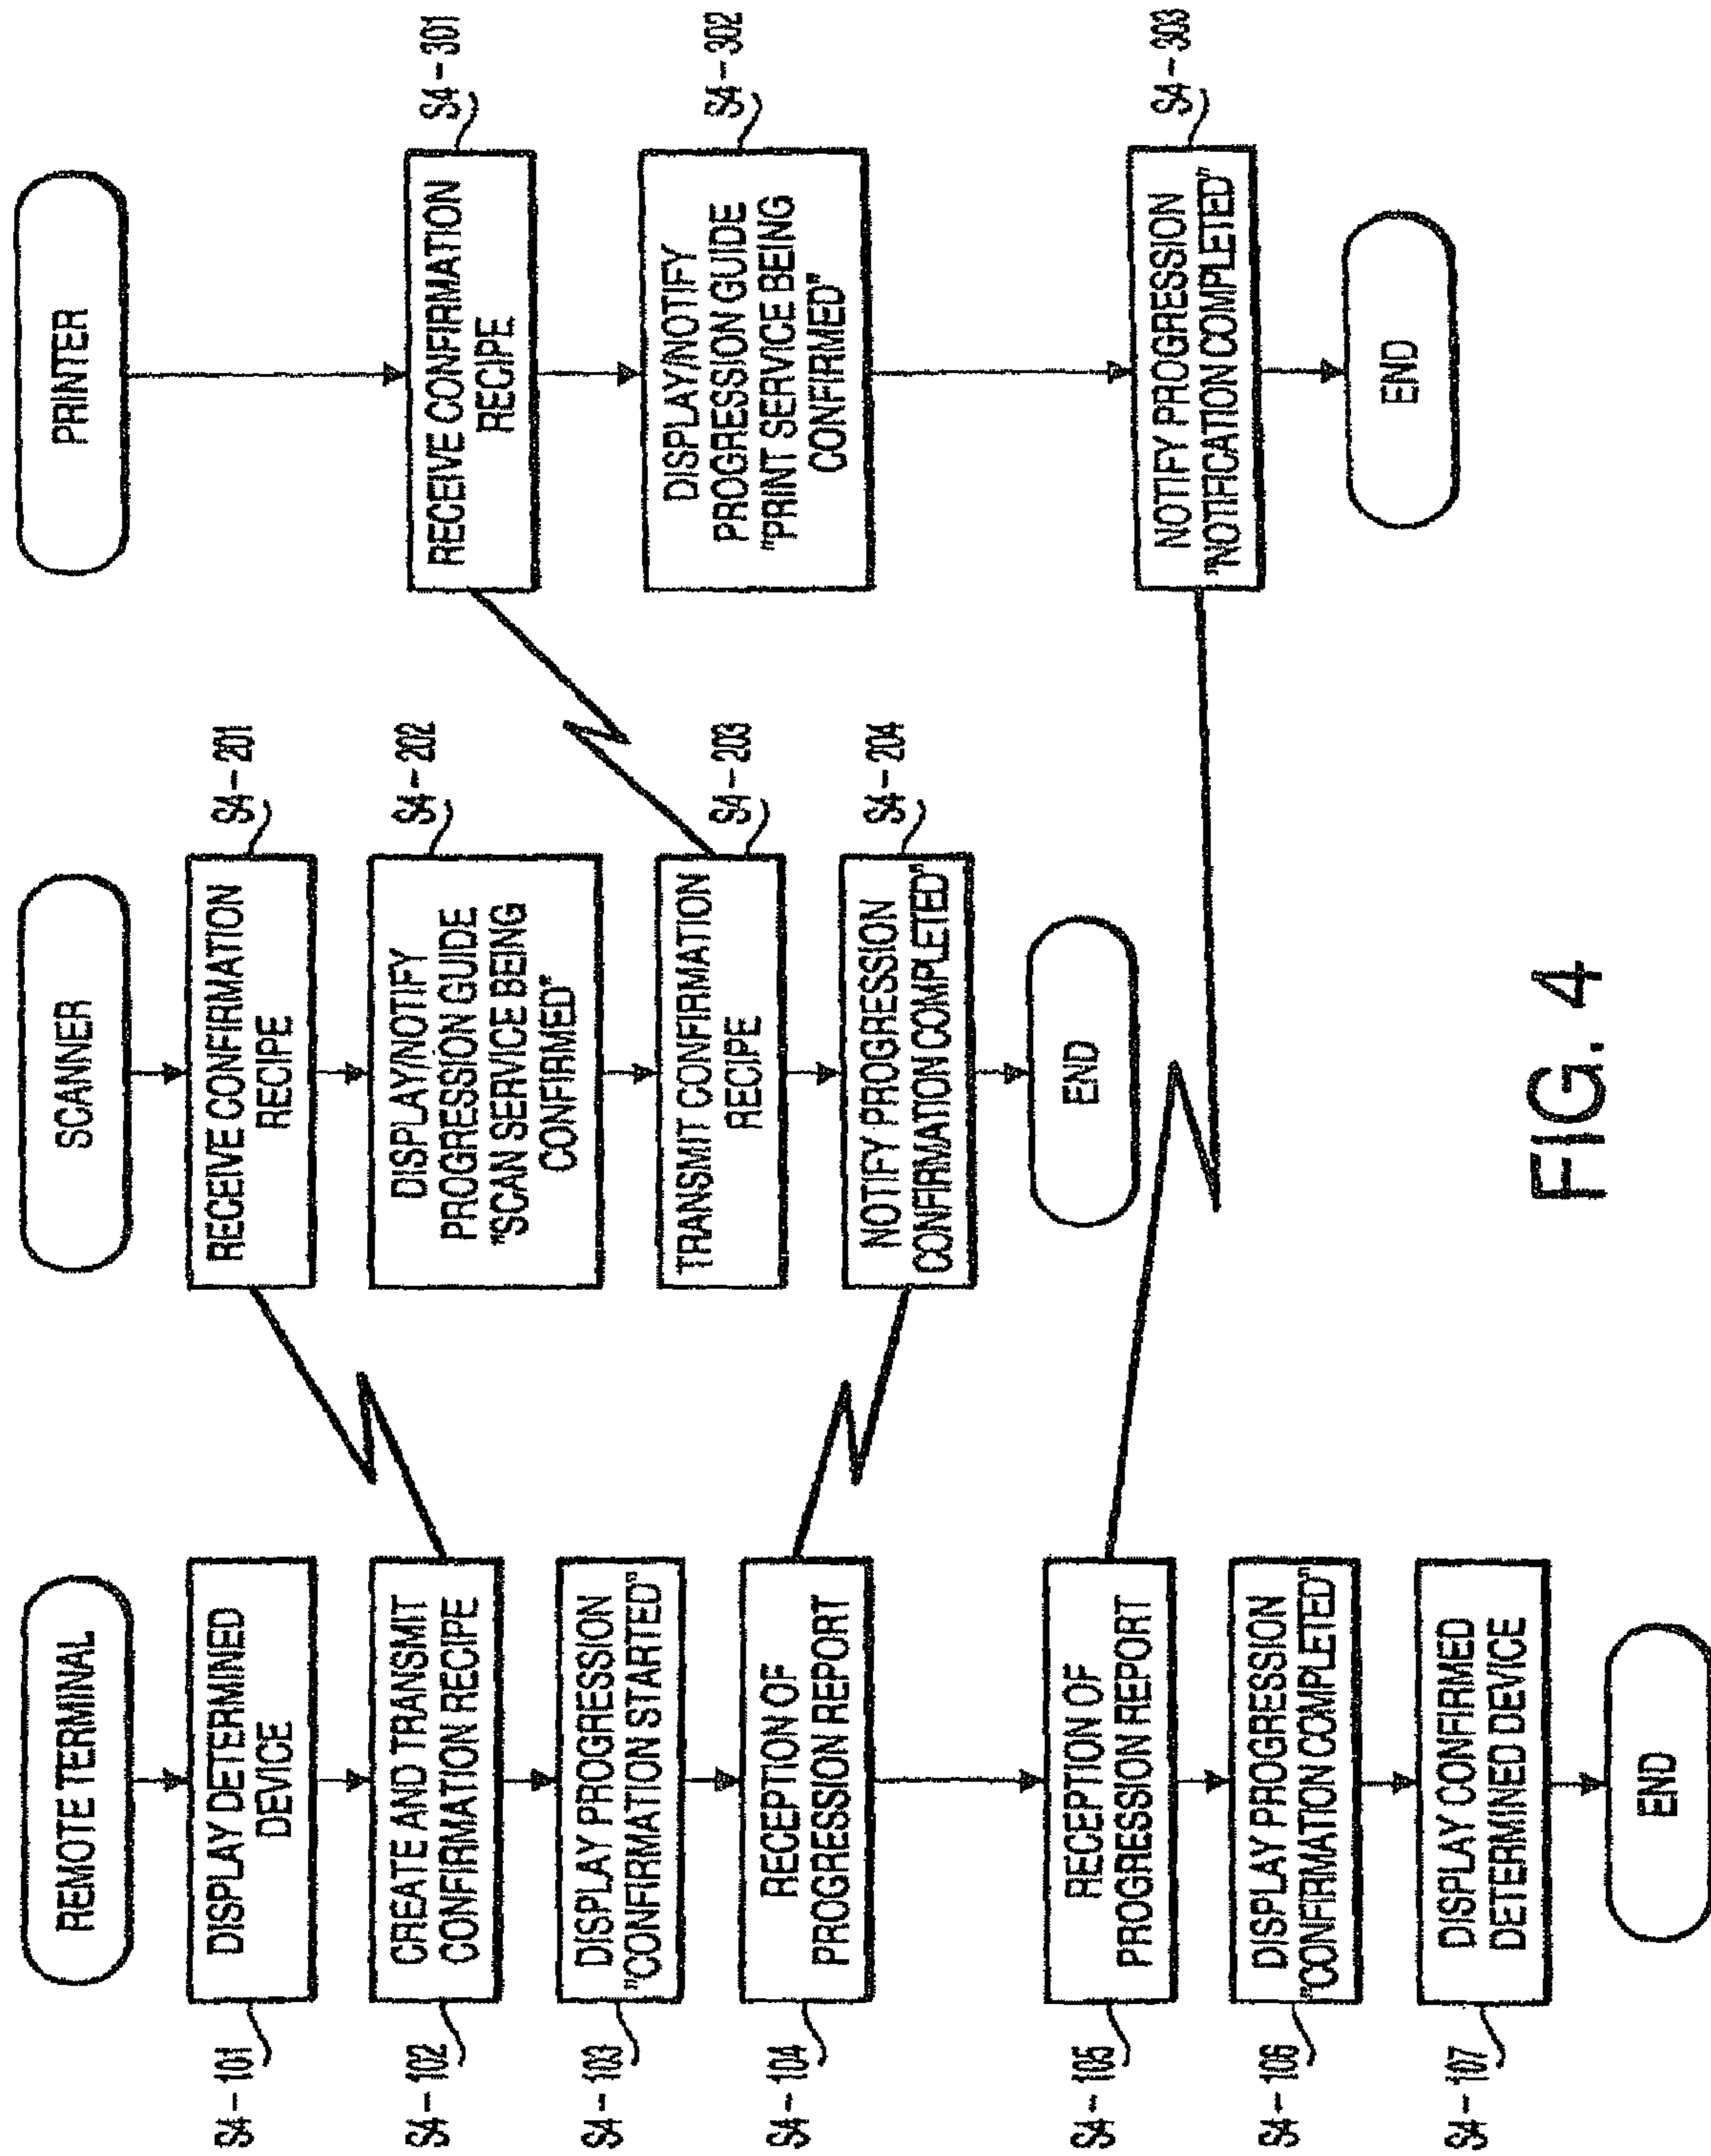 REMOTE TERMINAL
S4-101
DISPLAY DETERMINED
DEVICE
S4-102
CREATE AND TRANSMIT
CONFIRMATION RECIPE
S4-103
DISPLAY PROGRESSION
"CONFIRMATION STARTED"
S4-104
RECEPTION OF
PROGRESSION REPORT
S4-105
RECEPTION OF
PROGRESSION REPORT
S4-106
DISPLAY PROGRESSION
"CONFIRMATION COMPLETED"
S4-107
DISPLAY CONFIRMED
DETERMINED DEVICE
END
SCANNER
S4-201
RECEIVE CONFIRMATION
RECIPE
S4-202
DISPLAY/NOTIFY
PROGRESSION GUIDE
"SCAN SERVICE BEING
CONFIRMED"
S4-203
TRANSMIT CONFIRMATION
RECIPE
S4-204
NOTIFY PROGRESSION
CONFIRMATION COMPLETED"
END
PRINTER
S4-301
RECEIVE CONFIRMATION
RECIPE
S4-302
DISPLAY/NOTIFY
PROGRESSION GUIDE
"PRINT SERVICE BEING
CONFIRMED"
S4-303
NOTIFY PROGRESSION
"NOTIFICATION COMPLETED"
END
FIG. 4